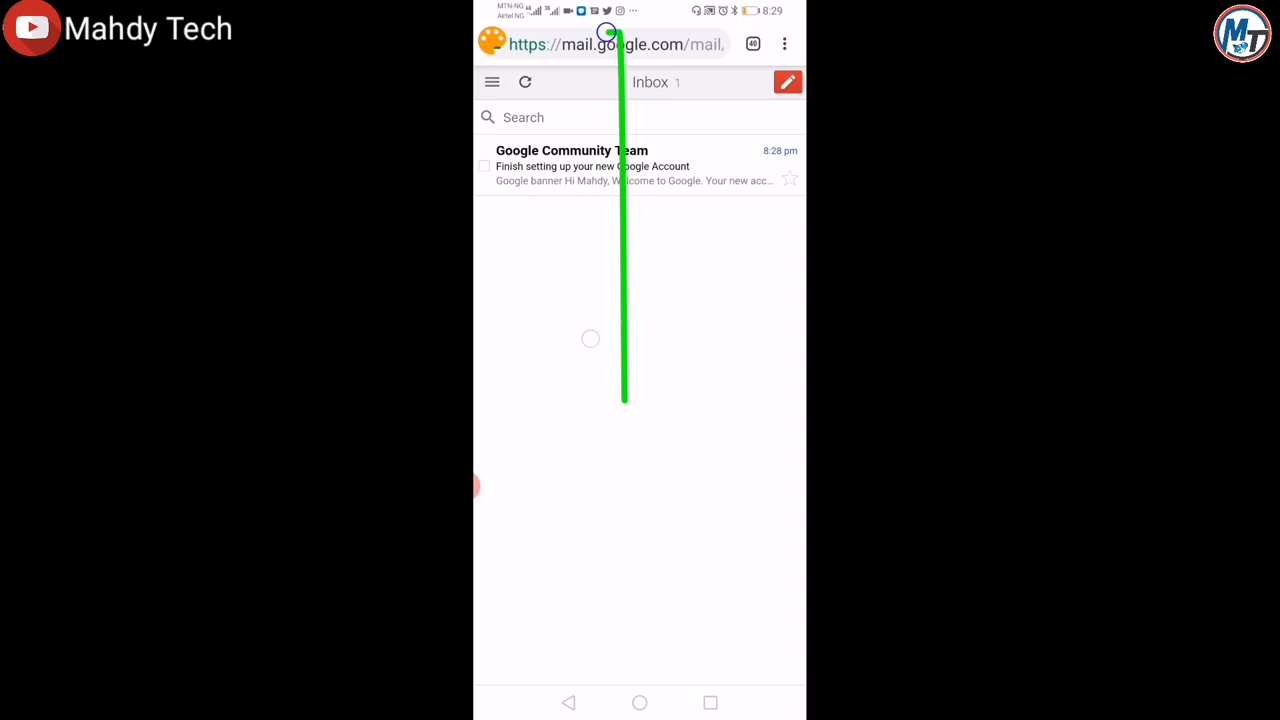 Mahdy Tech
MT
MTN-NG
Airtel NG
8:29
https://mail.google.com/mail,
40
Inbox 1
Search
Google Community Team
8:28 pm
Finish setting up your new Google Account
Google banner Hi Mahdy, Welcome to Google. Your new acc...